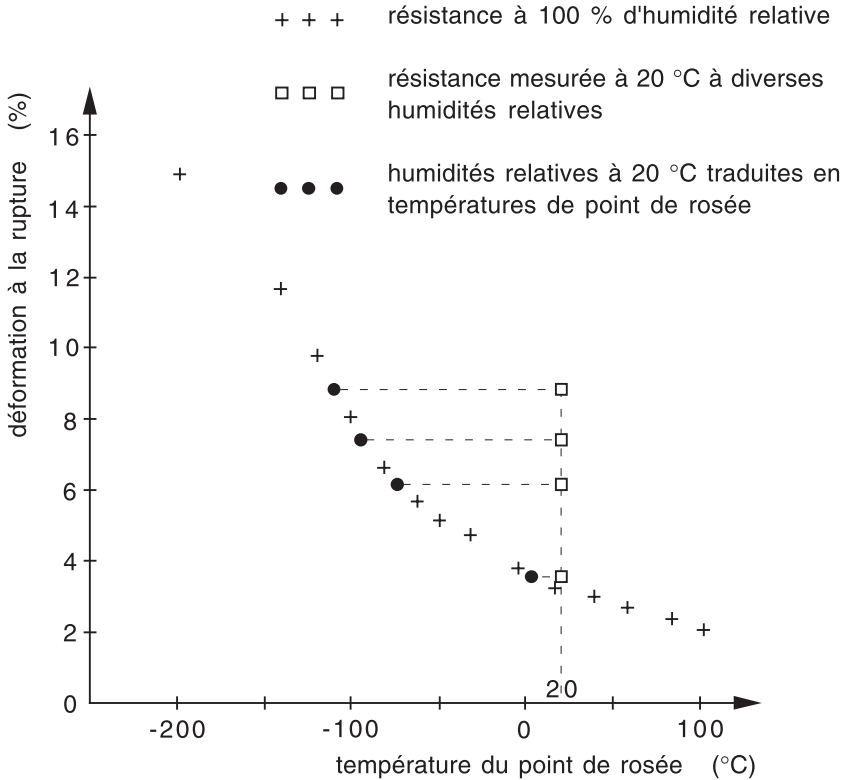 résistance à 100 % d'humidité relative
résistance mesurée à 20 °C à diverses
humidités relatives
humidités relatives à 20 °C traduites en
températures de point de rosée
déformation à la rupture (%)
16
14
12
10
8
6
4
2
0
20
-200
-100
0
100
température du point de rosée (°C)